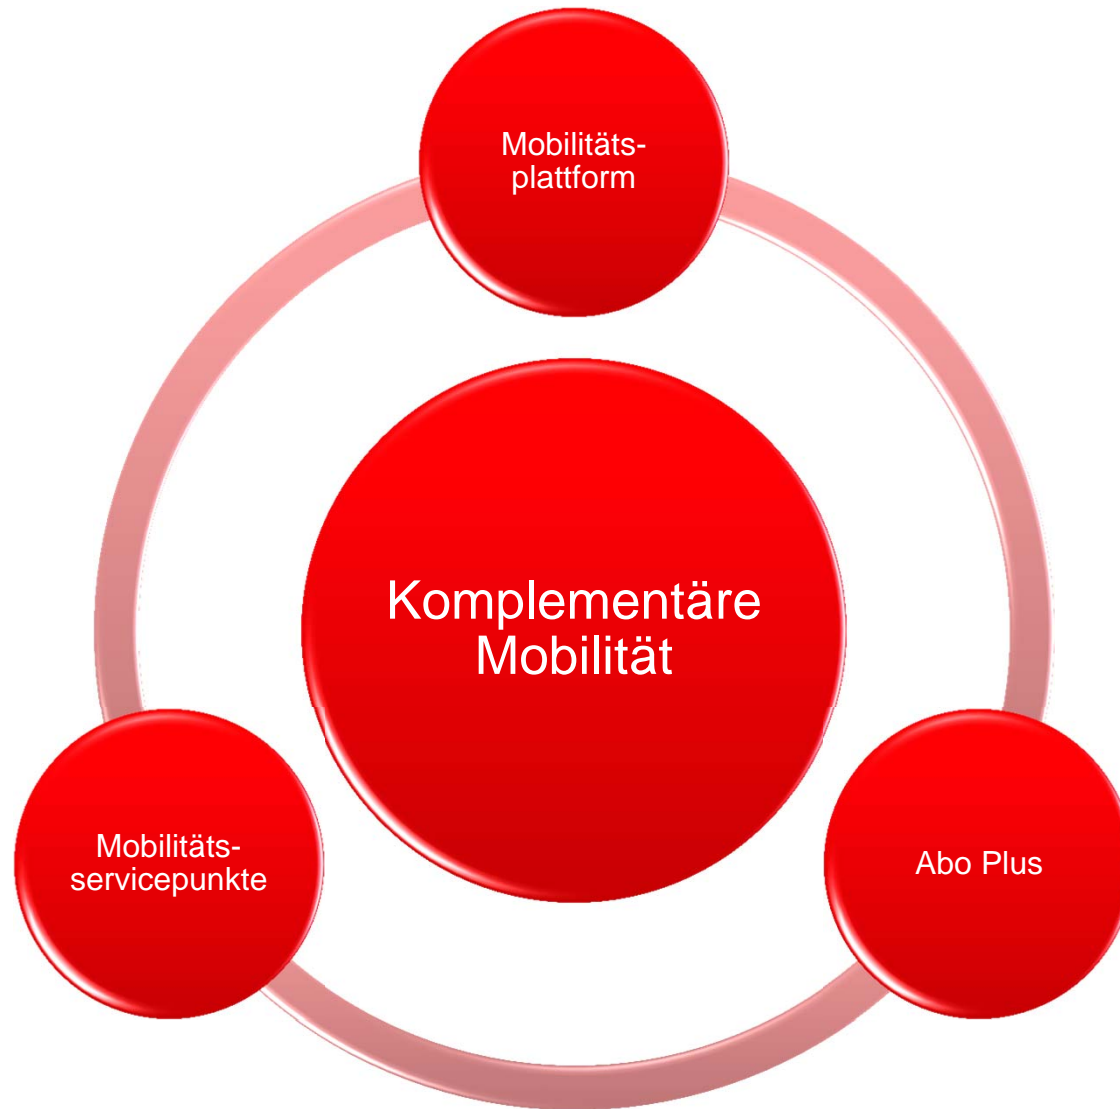 Mobilitäts-
plattform
Komplementäre
Mobilität
Mobilitäts-
servicepunkte
Abo Plus